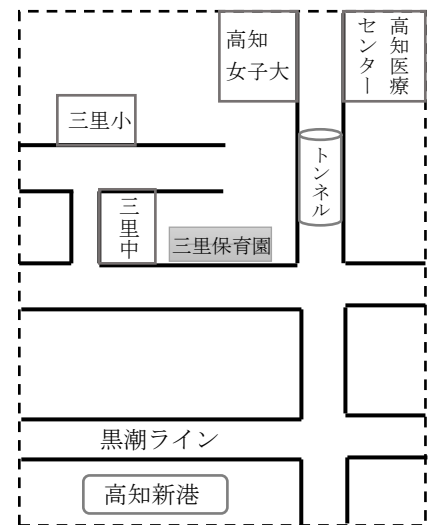 高知
女子大
高知医療
センター
三里小
トンネル
三里中
三里保育園
黒潮ライン
高知新港